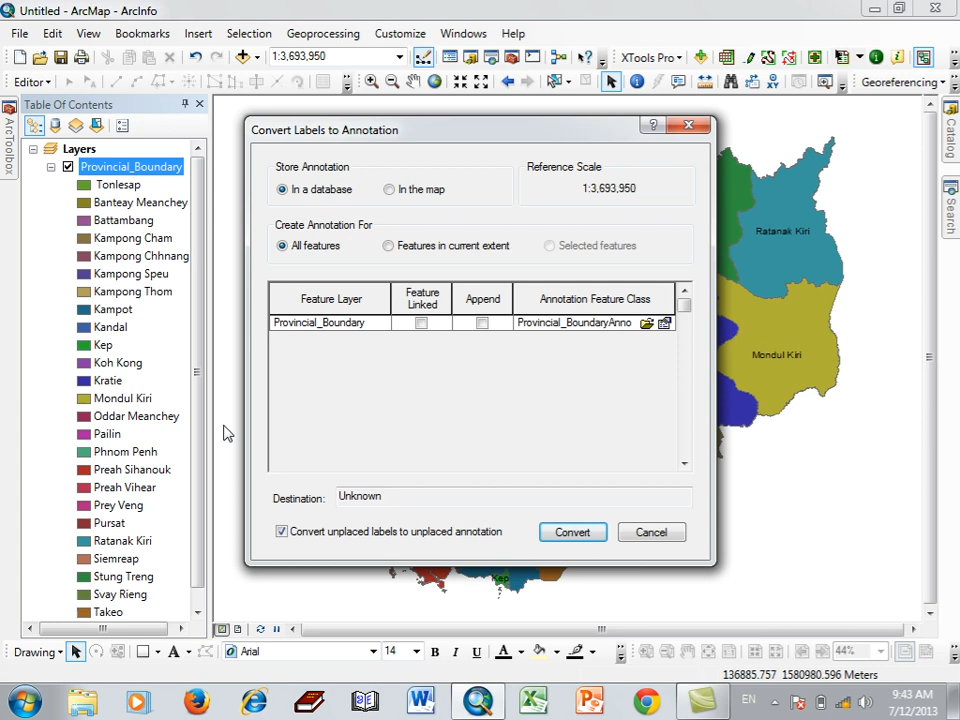 Untitled - ArcMap - ArcInfo
File Edit View Bookmarks Insert Selection Geoprocessing Customize Windows Help
1:3,693,950
XTools Pro
Editor
Georeferencing
Table Of Contents
ArcToolbox
Catalog
Search
Layers
Provincial_Boundary
Tonlesap
Banteay Meanchey
Battambang
Kampong Cham
Kampong Chhnang
Kampong Speu
Kampong Thom
Kampot
Kandal
Kep
Koh Kong
Kratie
Mondul Kiri
Oddar Meanchey
Pailin
Phnom Penh
Preah Sihanouk
Preah Vihear
Prey Veng
Pursat
Ratanak Kiri
Siemreap
Stung Treng
Svay Rieng
Takeo
Convert Labels to Annotation
Store Annotation
In a database
In the map
Reference Scale
1:3,693,950
Create Annotation For
All features
Features in current extent
Selected features
Feature Layer
Feature Linked
Append
Annotation Feature Class
Provincial_Boundary
Provincial_BoundaryAnno
Destination:
Unknown
Convert unplaced labels to unplaced annotation
Convert
Cancel
Ratanak Kiri
Mondul Kiri
Kep
Drawing
Arial
14
B I U A
44%
136885.757 1580980.596 Meters
EN
9:43 AM
7/12/2013